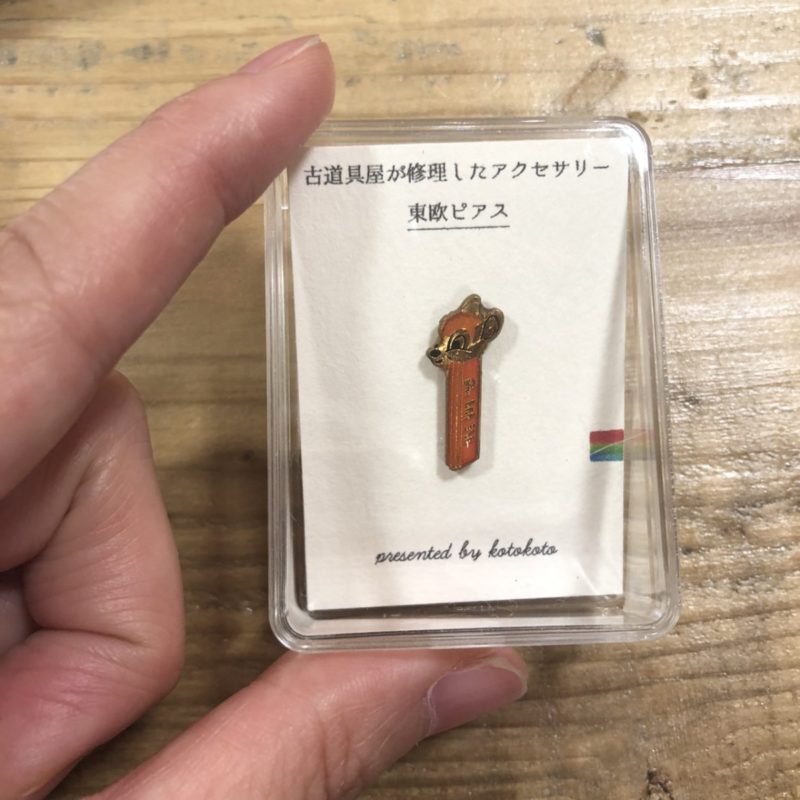 古道具屋が修理したアクセサリー
東欧ピアス
presented by kotokoto